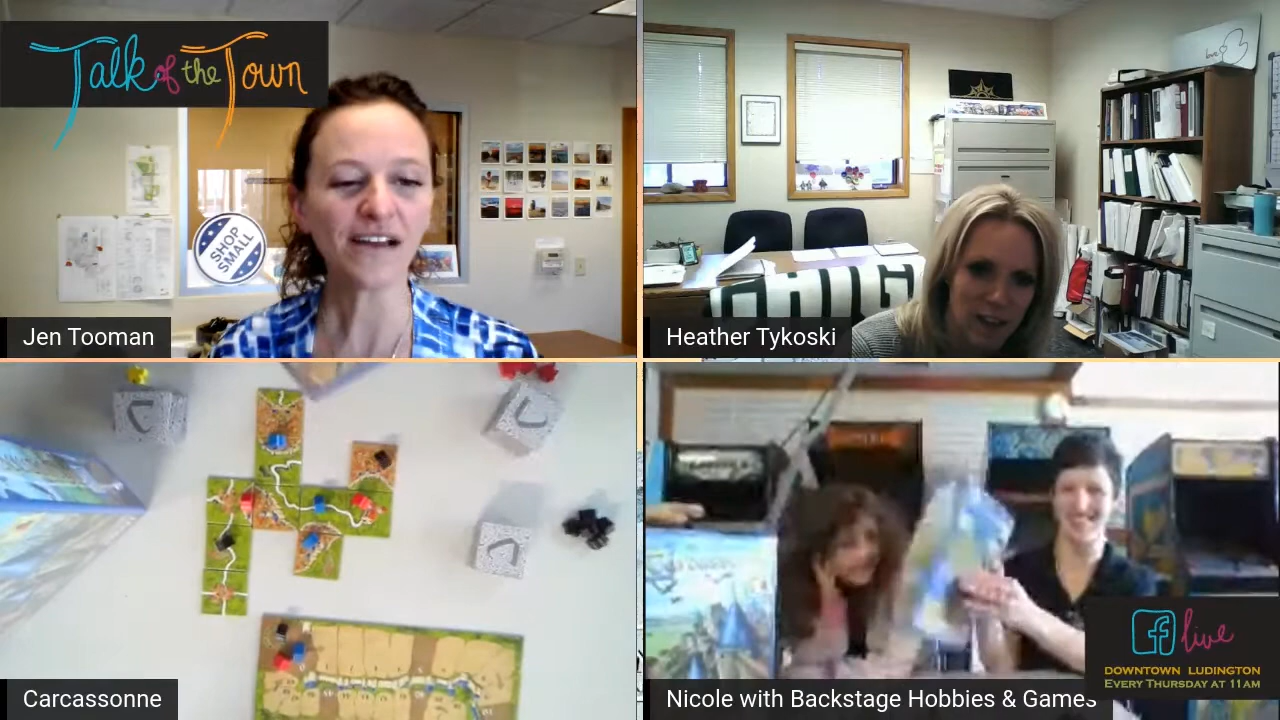 Talk of the Town
SHOP
SMALL
love
Jen Tooman
Heather Tykoski
Carcassonne
Nicole with Backstage Hobbies & Games
f live
DOWNTOWN LUDINGTON
EVERY THURSDAY AT 11AM